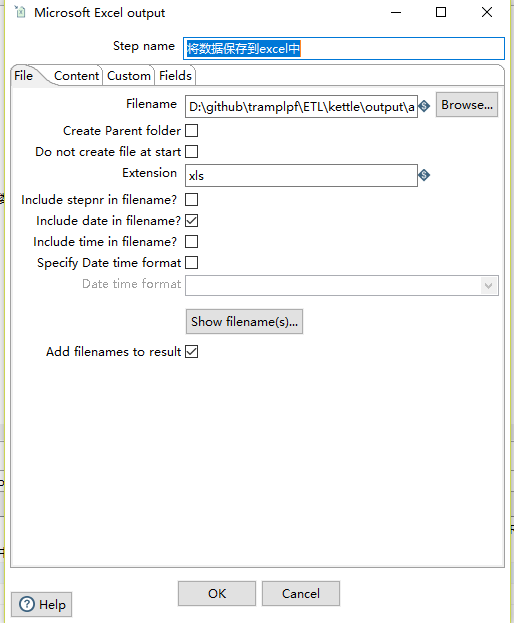 Microsoft Excel output
Step name 将数据保存到excel中
File Content Custom Fields
Filename D:\github\tramplpf\ETL\kettle\output\a Browse...
Create Parent folder
Do not create file at start
Extension xls
Include stepnr in filename?
Include date in filename?
Include time in filename?
Specify Date time format
Date time format
Show filename(s)...
Add filenames to result
OK Cancel
Help